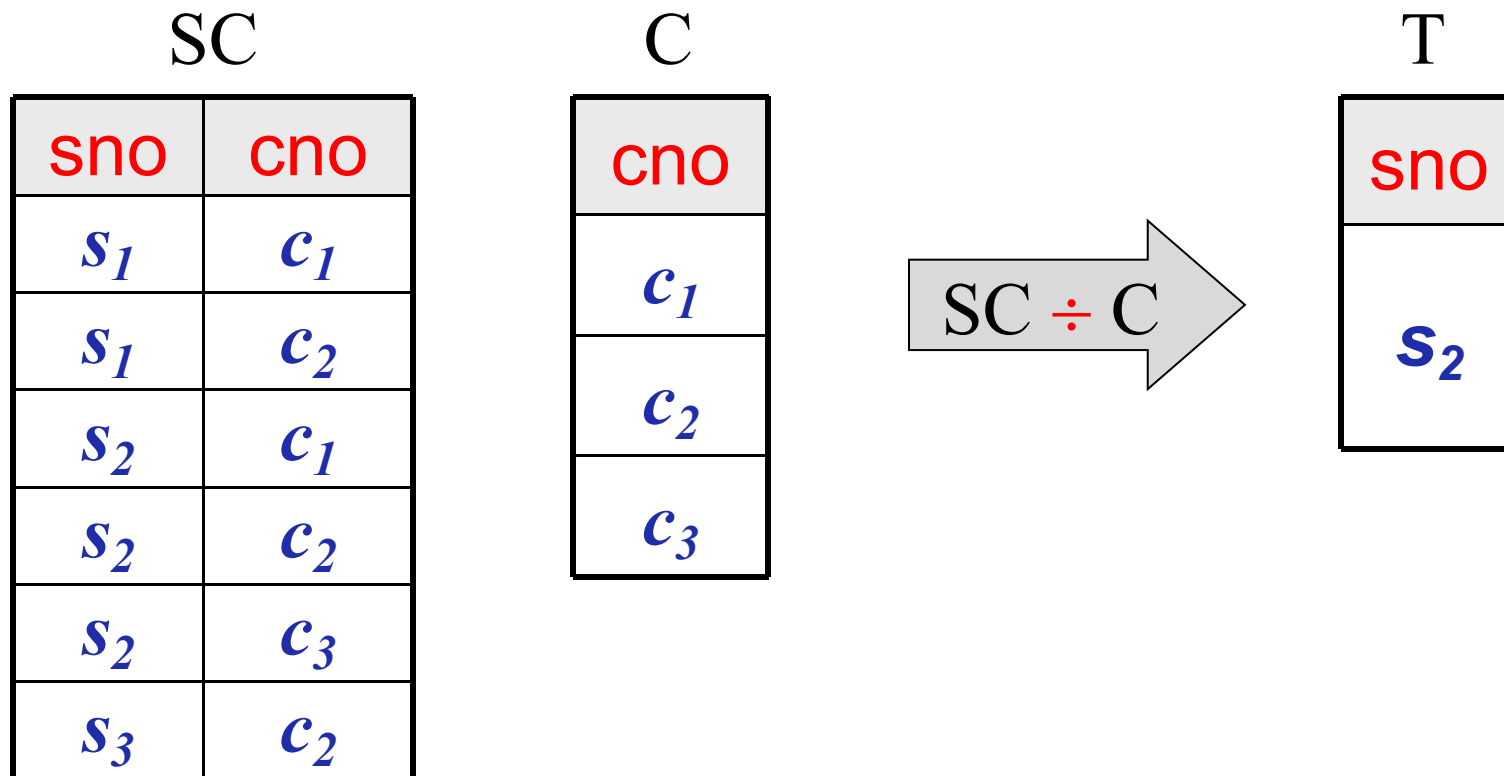 SC
sno cno
s1 c1
s1 c2
s2 c1
s2 c2
s2 c3
s3 c2
C
cno
c1
c2
c3
SC ÷ C
T
sno
s2